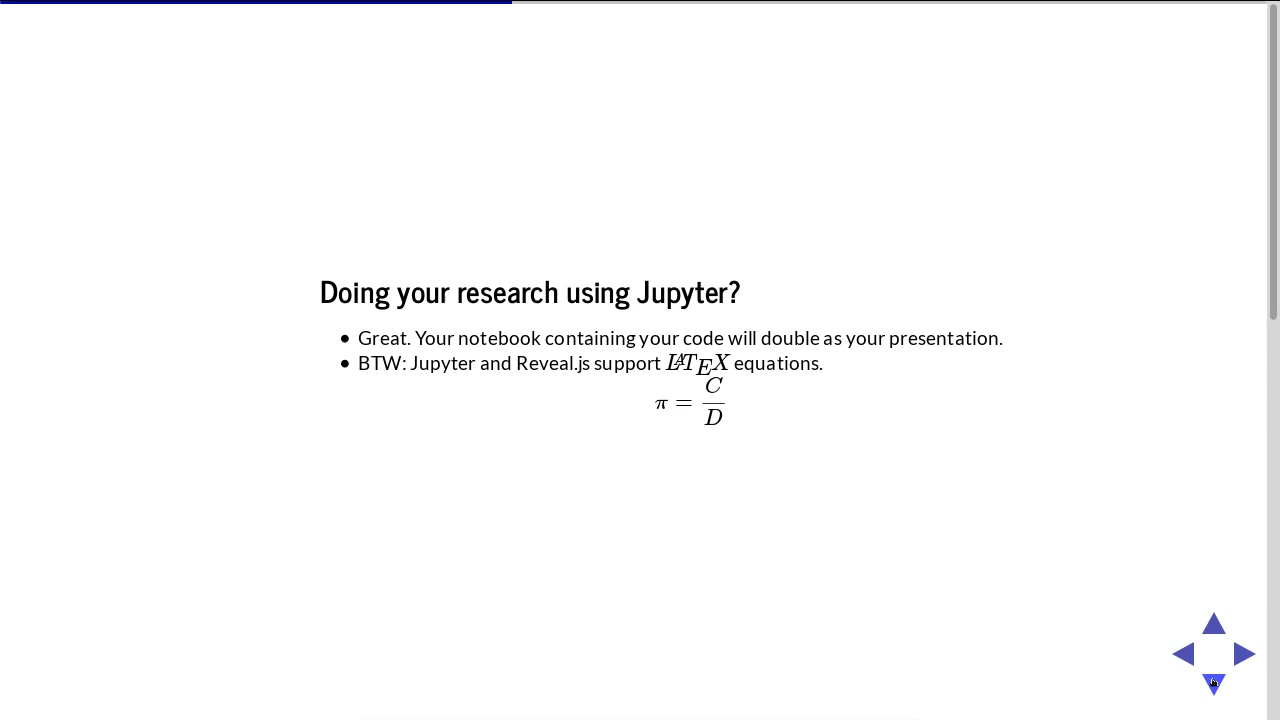 Doing your research using Jupyter?
Great. Your notebook containing your code will double as your presentation.
BTW: Jupyter and Reveal.js support LATEX equations.
π = C/D